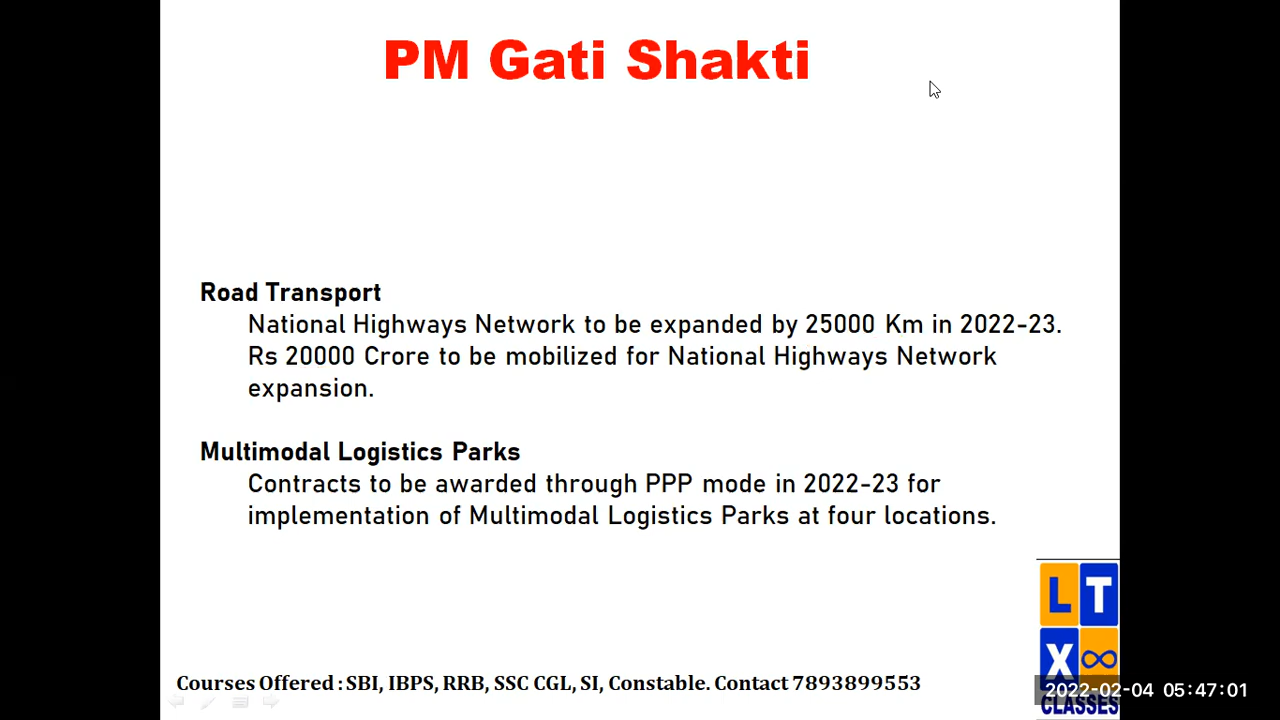 PM Gati Shakti
Road Transport
National Highways Network to be expanded by 25000 Km in 2022-23.
Rs 20000 Crore to be mobilized for National Highways Network
expansion.
Multimodal Logistics Parks
Contracts to be awarded through PPP mode in 2022-23 for
implementation of Multimodal Logistics Parks at four locations.
L T
X ∞
CLASSES
Courses Offered : SBI, IBPS, RRB, SSC CGL, SI, Constable. Contact 7893899553
2022-02-04 05:47:01